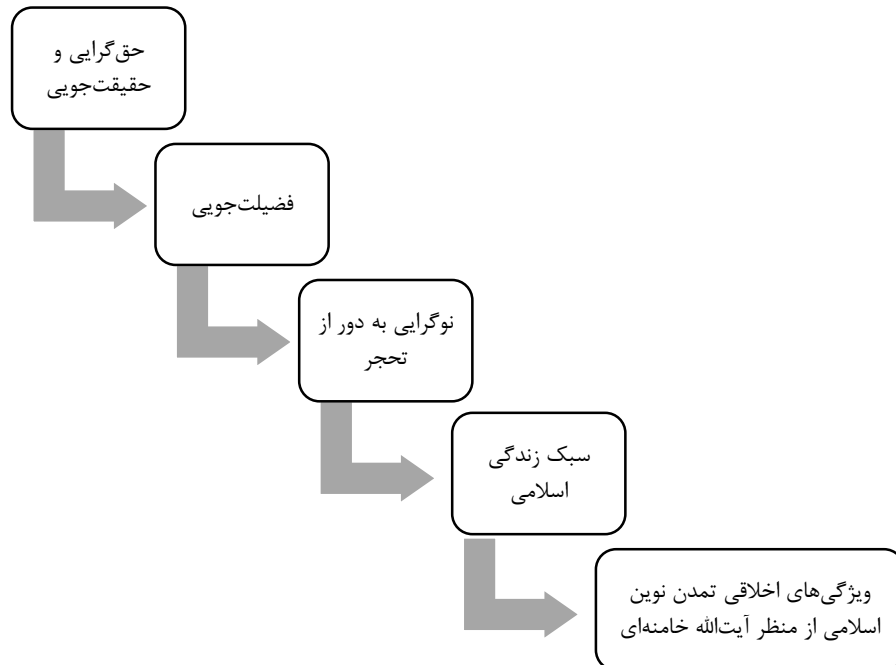 حق‌گرایی و
حقیقت‌جویی
فضیلت‌جویی
نوگرایی به دور از
تحجر
سبک زندگی
اسلامی
ویژگی‌های اخلاقی تمدن نوین
اسلامی از منظر آیت‌الله خامنه‌ای